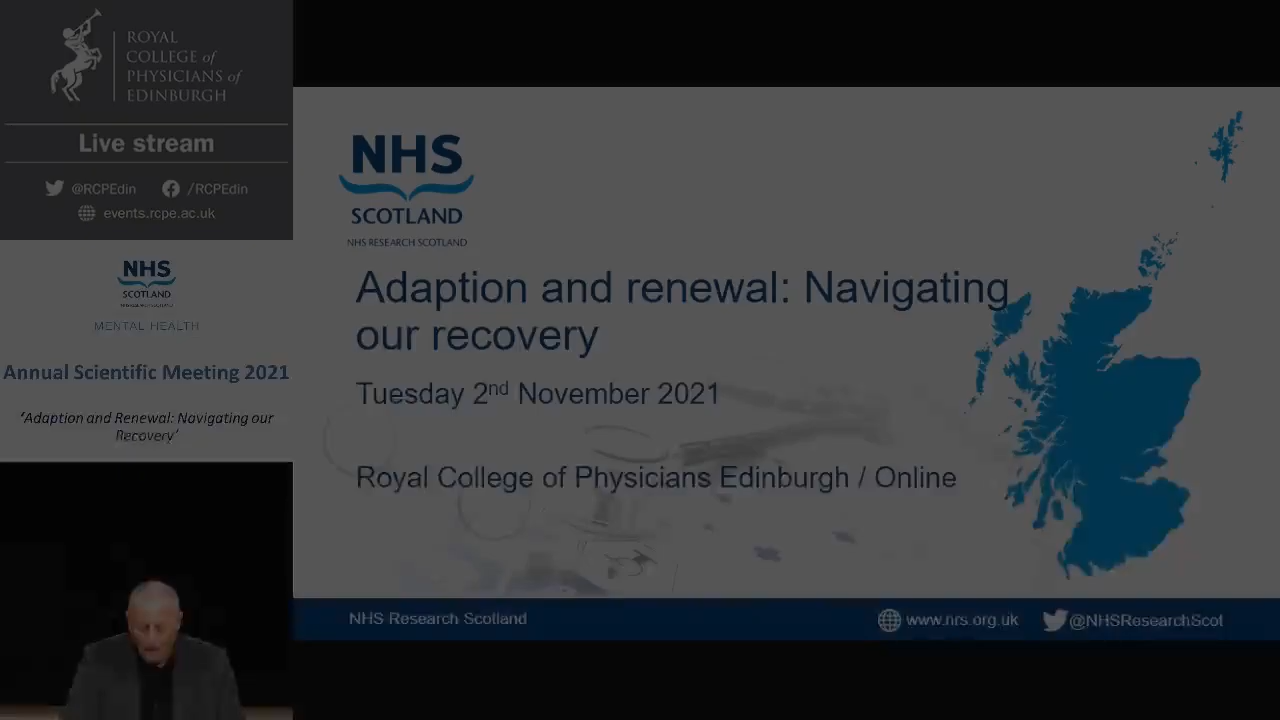 ROYAL
COLLEGE of
PHYSICIANS of
EDINBURGH
Live stream
@RCPEdin /RCPEdin
events.rcpe.ac.uk
NHS
SCOTLAND
MENTAL HEALTH
Annual Scientific Meeting 2021
‘Adaption and Renewal: Navigating our
Recovery’
NHS
SCOTLAND
NHS RESEARCH SCOTLAND
Adaption and renewal: Navigating
our recovery
Tuesday 2nd November 2021
Royal College of Physicians Edinburgh / Online
NHS Research Scotland
www.nrs.org.uk @NHSResearchScot